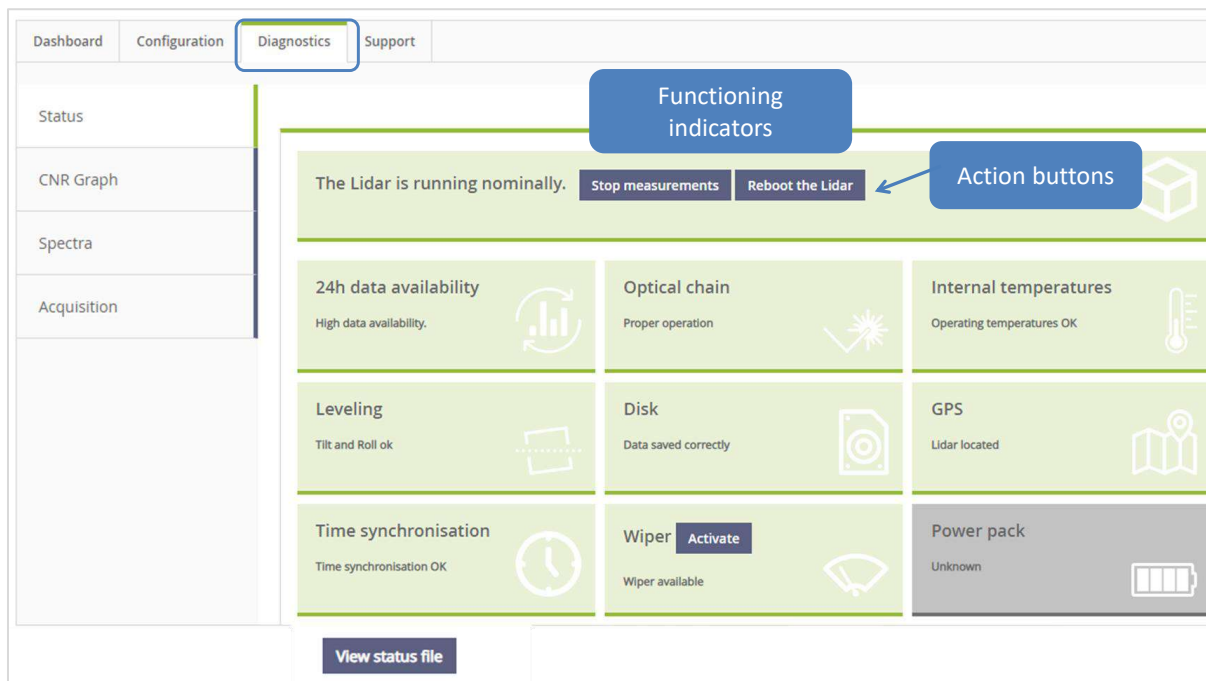 Dashboard
Configuration
Diagnostics
Support
Status
CNR Graph
Spectra
Acquisition
Functioning
indicators
The Lidar is running nominally.
Stop measurements
Reboot the Lidar
Action buttons
24h data availability
High data availability.
Optical chain
Proper operation
Internal temperatures
Operating temperatures OK
Leveling
Tilt and Roll ok
Disk
Data saved correctly
GPS
Lidar located
Time synchronisation
Time synchronisation OK
Wiper
Activate
Wiper available
Power pack
Unknown
View status file